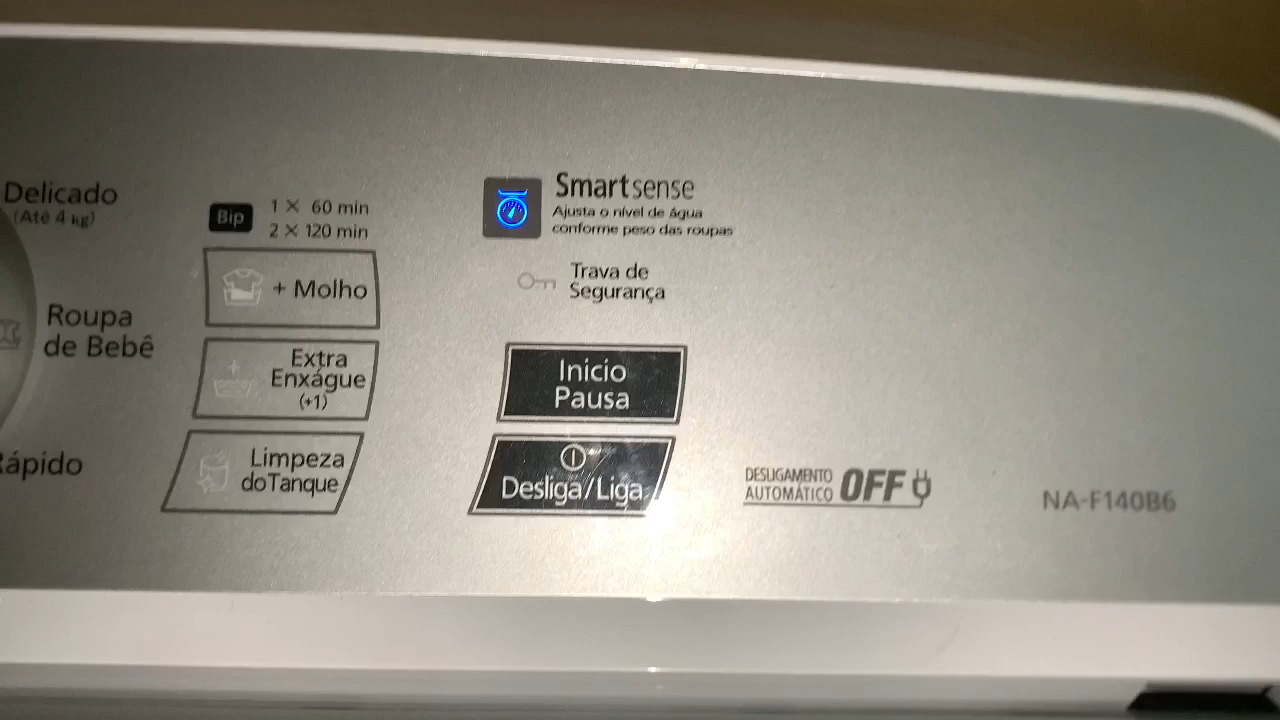 Delicado
(Até 4 kg)
Roupa
de Bebê
Rápido
Bip
1 X 60 min
2 X 120 min
+ Molho
Extra
Enxágue
(+1)
Limpeza
do Tanque
Smartsense
Ajusta o nível de água
conforme peso das roupas
Trava de
Segurança
Início
Pausa
Desliga/Liga
DESLIGAMENTO
AUTOMÁTICO
OFF
NA-F140B6